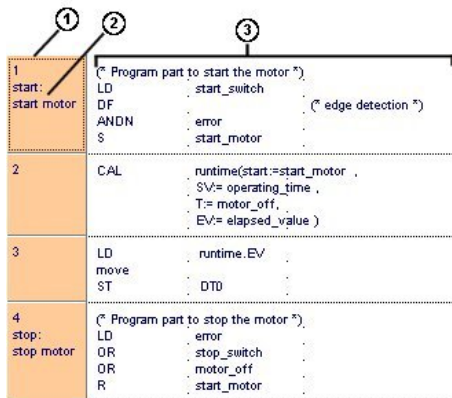 1 2 3
1
start:
start motor
(* Program part to start the motor *)
LD start_switch
DF (* edge detection *)
ANDN error
S start_motor
2
CAL runtime(start:=start_motor ,
SV:= operating_time ,
T:= motor_off,
EV:= elapsed_value )
3
LD runtime.EV
move
ST DT0
4
stop:
stop motor
(* Program part to stop the motor *)
LD error
OR stop_switch
OR motor_off
R start_motor